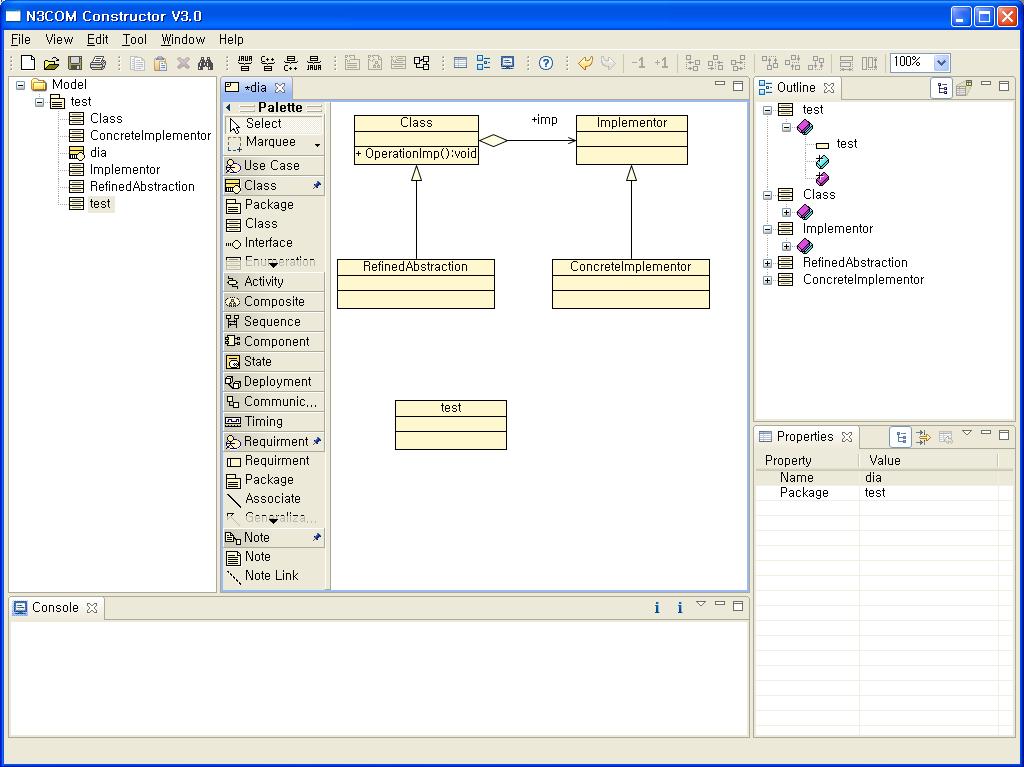 N3COM Constructor V3.0
File View Edit Tool Window Help
100%
Model
test
Class
ConcreteImplementor
dia
Implementor
RefinedAbstraction
test
*dia
Palette
Select
Marquee
Use Case
Class
Package
Class
Interface
Enumeration
Activity
Composite
Sequence
Component
State
Deployment
Communic...
Timing
Requirment
Requirment
Package
Associate
Generaliza...
Note
Note
Note Link
Class
+ OperationImp():void
+imp
Implementor
RefinedAbstraction
ConcreteImplementor
test
Outline
test
test
Class
Implementor
RefinedAbstraction
ConcreteImplementor
Properties
Property Value
Name dia
Package test
Console